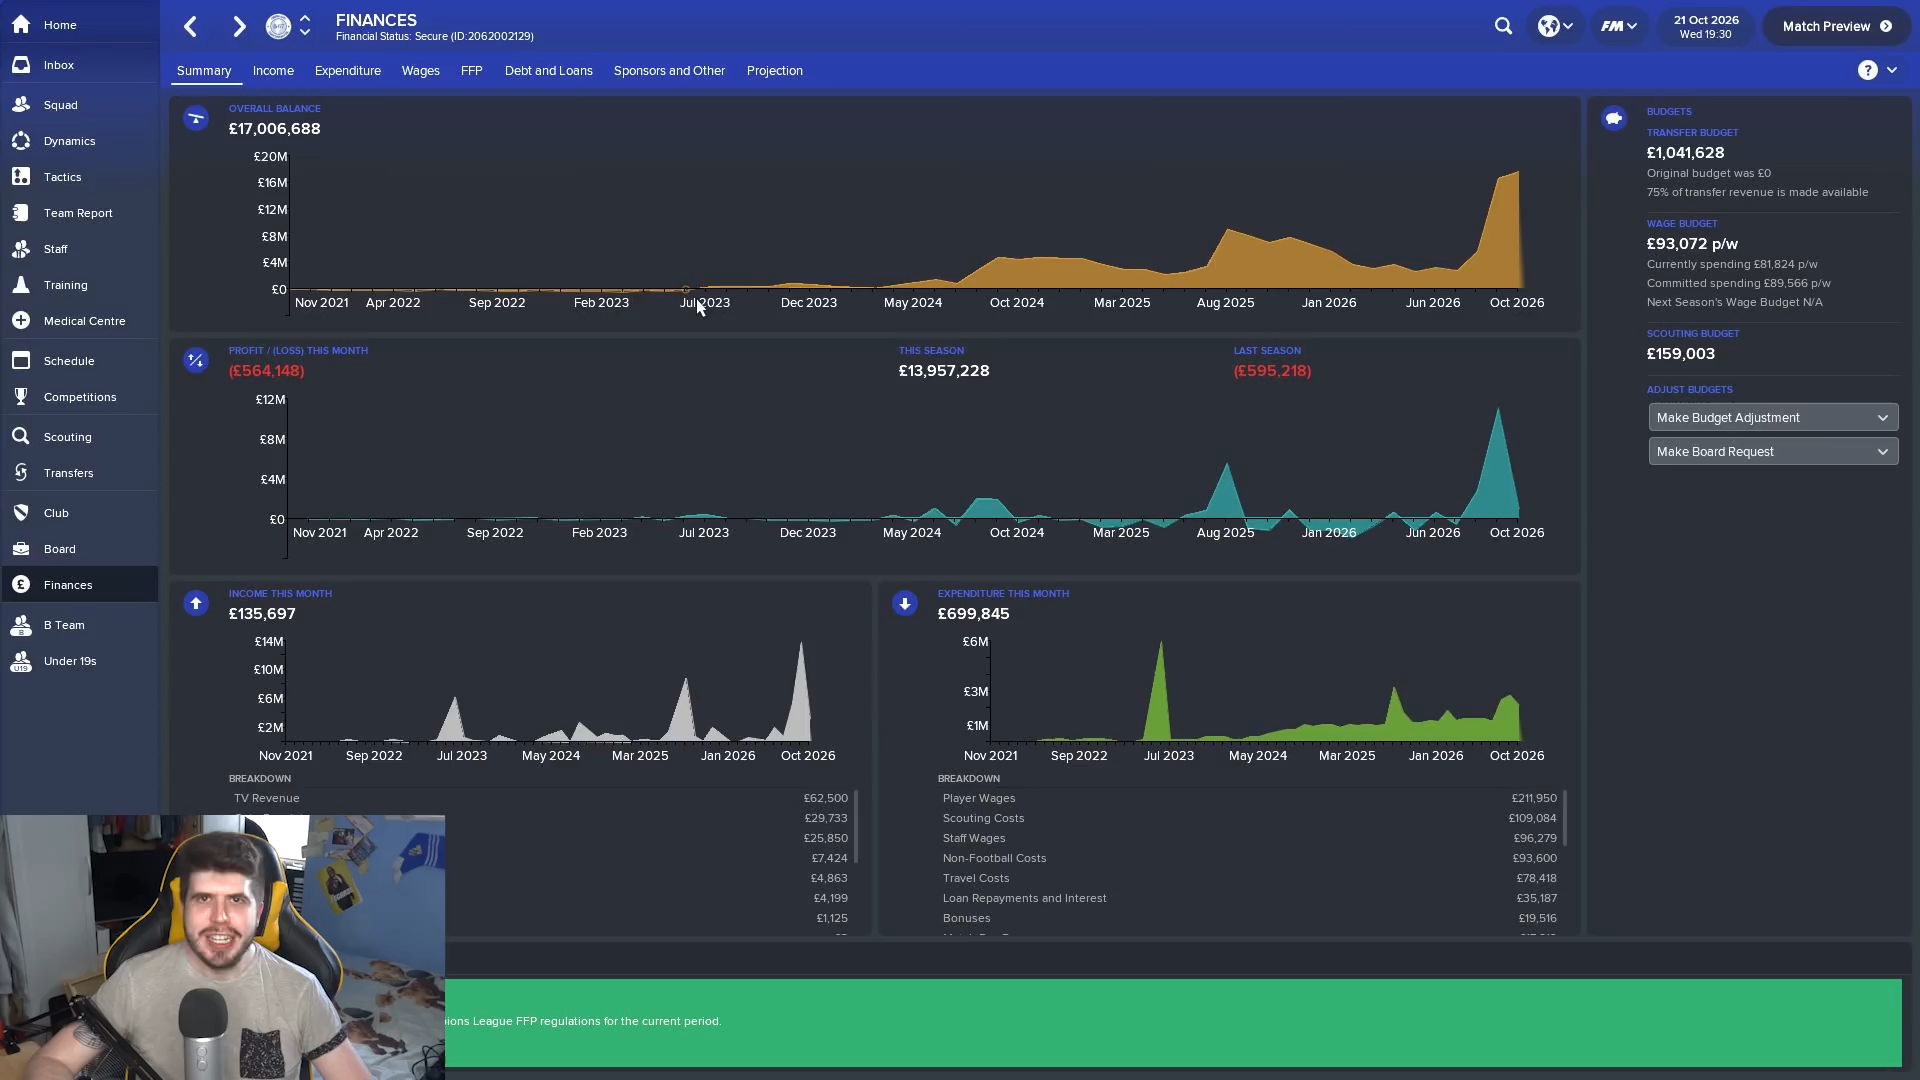 Home
Inbox
Squad
Dynamics
Tactics
Team Report
Staff
Training
Medical Centre
Schedule
Competitions
Scouting
Transfers
Club
Board
Finances
B Team
Under 19s
FINANCES
Financial Status: Secure (ID:2062002129)
FM
21 Oct 2026
Wed 19:30
Match Preview
Summary Income Expenditure Wages FFP Debt and Loans Sponsors and Other Projection
?
OVERALL BALANCE
£17,006,688
£20M
£16M
£12M
£8M
£4M
£0
Nov 2021 Apr 2022 Sep 2022 Feb 2023 Jul 2023 Dec 2023 May 2024 Oct 2024 Mar 2025 Aug 2025 Jan 2026 Jun 2026 Oct 2026
PROFIT / (LOSS) THIS MONTH
(£564,148)
THIS SEASON
£13,957,228
LAST SEASON
(£595,218)
£12M
£8M
£4M
£0
Nov 2021 Apr 2022 Sep 2022 Feb 2023 Jul 2023 Dec 2023 May 2024 Oct 2024 Mar 2025 Aug 2025 Jan 2026 Jun 2026 Oct 2026
INCOME THIS MONTH
£135,697
£14M
£10M
£6M
£2M
Nov 2021 Sep 2022 Jul 2023 May 2024 Mar 2025 Jan 2026 Oct 2026
BREAKDOWN
TV Revenue £62,500
£29,733
£25,850
£7,424
£4,863
£4,199
£1,125
EXPENDITURE THIS MONTH
£699,845
£6M
£3M
£1M
Nov 2021 Sep 2022 Jul 2023 May 2024 Mar 2025 Jan 2026 Oct 2026
BREAKDOWN
Player Wages £211,950
Scouting Costs £109,084
Staff Wages £96,279
Non-Football Costs £93,600
Travel Costs £78,418
Loan Repayments and Interest £35,187
Bonuses £19,516
BUDGETS
TRANSFER BUDGET
£1,041,628
Original budget was £0
75% of transfer revenue is made available
WAGE BUDGET
£93,072 p/w
Currently spending £81,824 p/w
Committed spending £89,566 p/w
Next Season's Wage Budget N/A
SCOUTING BUDGET
£159,003
ADJUST BUDGETS
Make Budget Adjustment
Make Board Request
ions League FFP regulations for the current period.